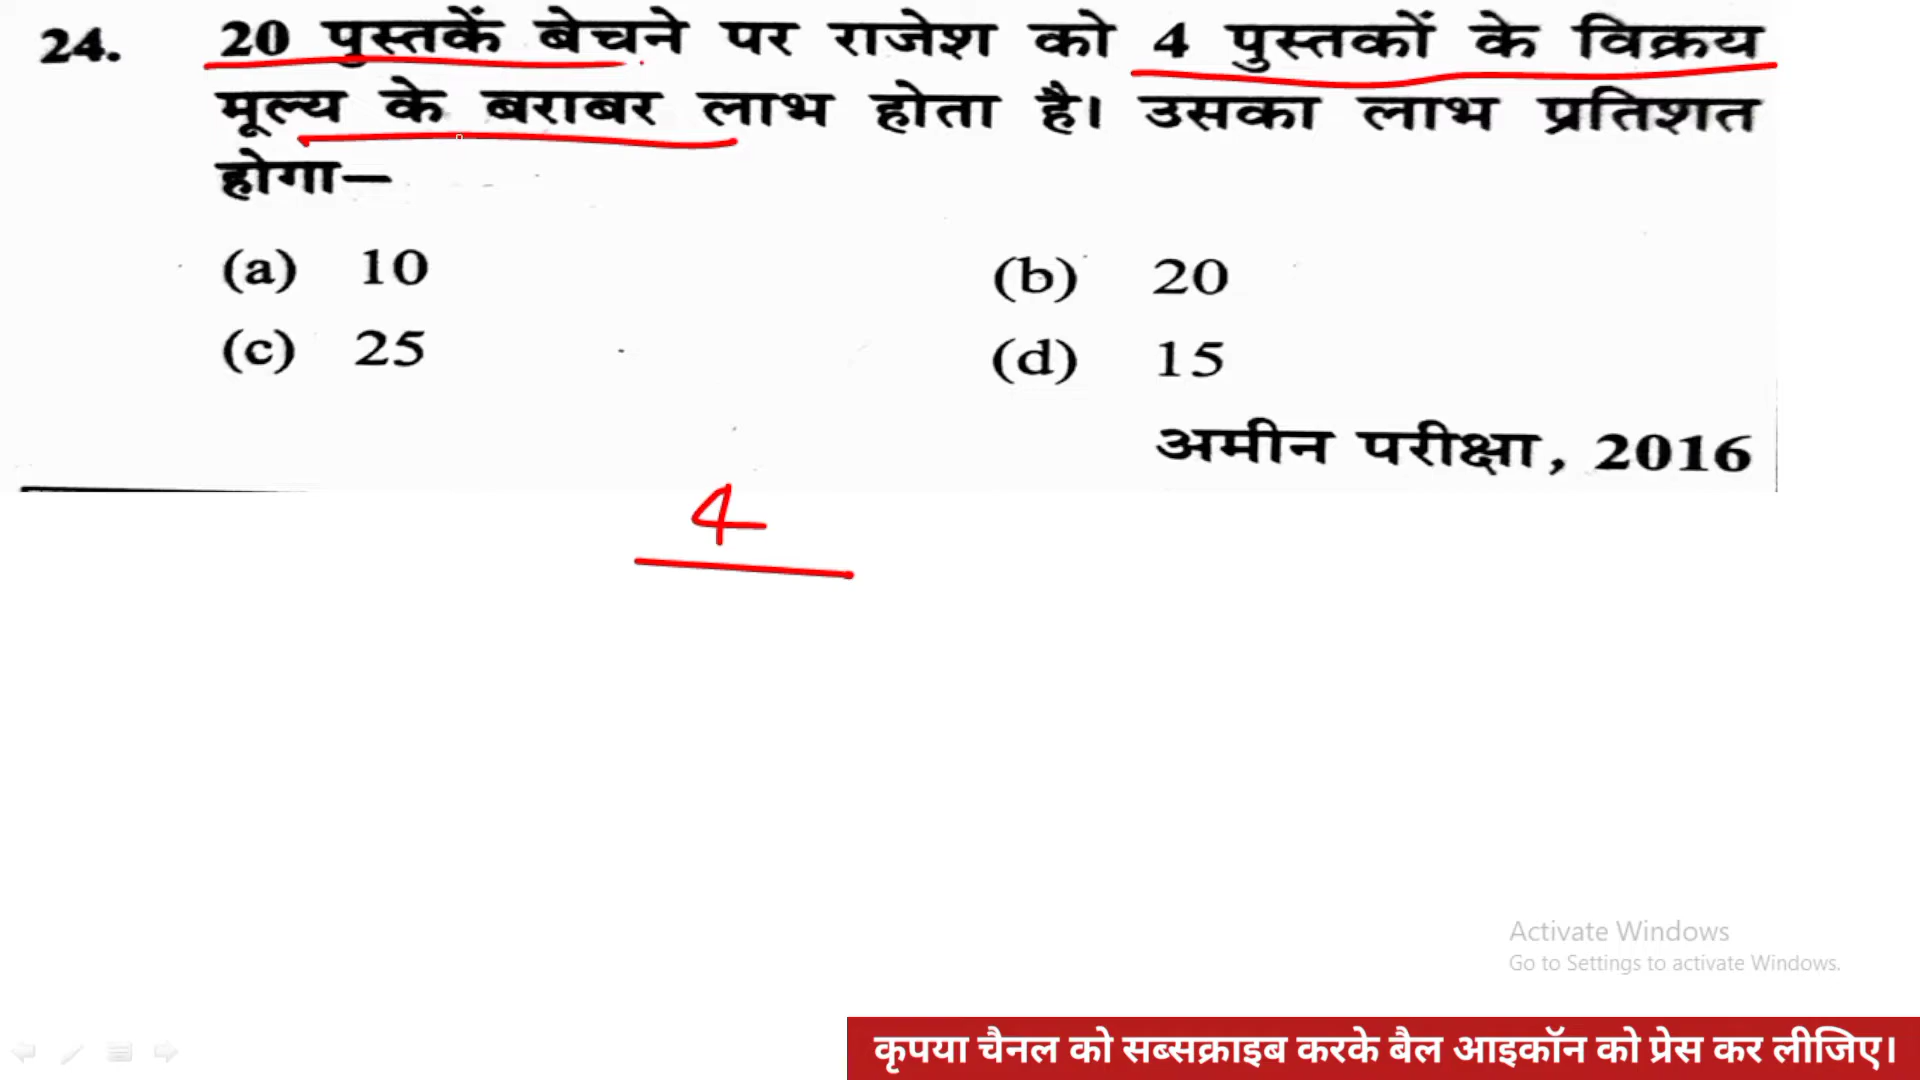 24. 20 पुस्तकें बेचने पर राजेश को 4 पुस्तकों के विक्रय
मूल्य के बराबर लाभ होता है। उसका लाभ प्रतिशत
होगा—
(a) 10 (b) 20
(c) 25 (d) 15
अमीन परीक्षा, 2016
4
Activate Windows
Go to Settings to activate Windows.
कृपया चैनल को सब्सक्राइब करके बैल आइकॉन को प्रेस कर लीजिए।